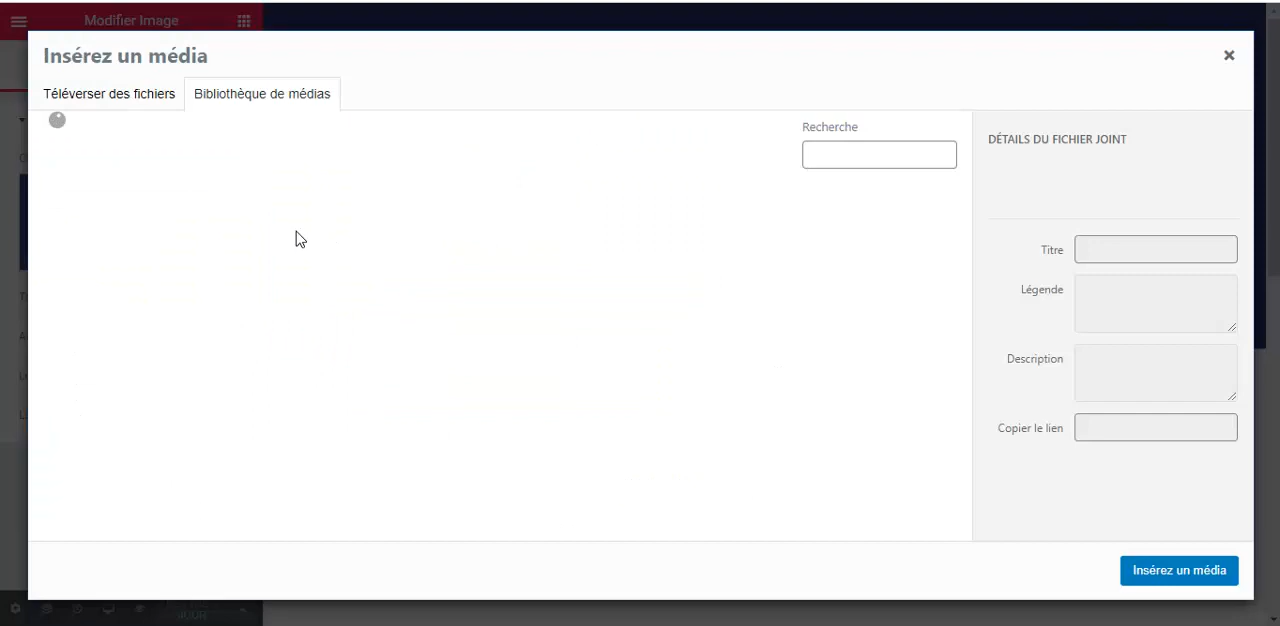 Modifier Image
Insérez un média
Téléverser des fichiers
Bibliothèque de médias
Recherche
DÉTAILS DU FICHIER JOINT
Titre
Légende
Description
Copier le lien
Insérez un média
JOUR